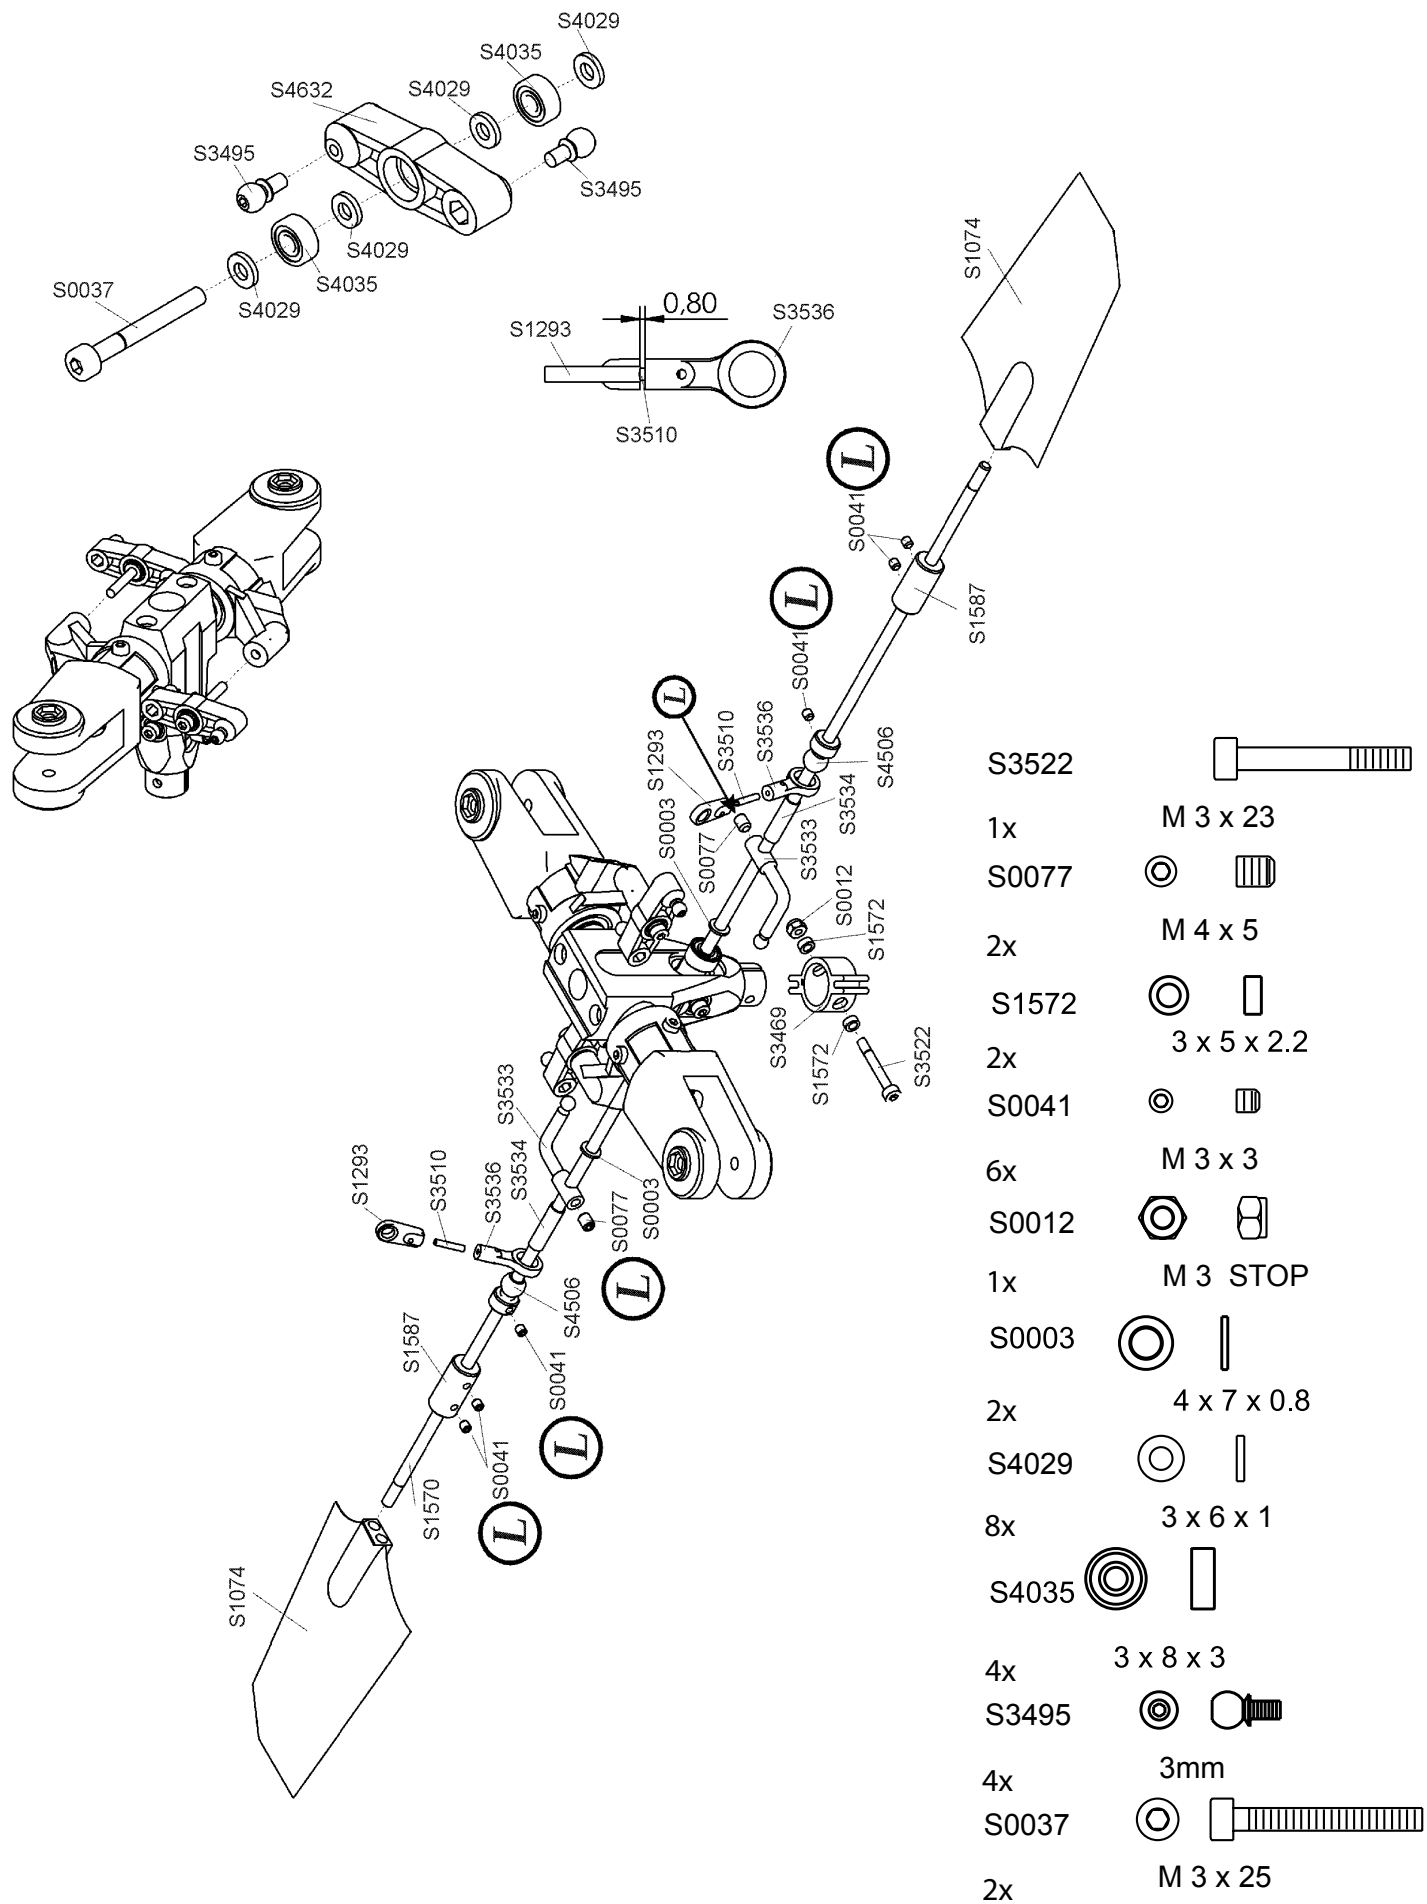 S4029
S4035
S4029
S4632
S3495
S3495
S4029
S4035
S4029
S0037
0,80
S1293
S3536
S3510
S1074
L
S0041
S1587
L
S0041
L
S3510
S3536
S1293
S4506
S3534
S0003
S0077
S3533
S0012
S1572
S3469
S1572
S3522
S3533
S3534
S3536
S3510
S1293
S0003
S0077
L
S4506
S1587
S0041
L
S0041
L
S1570
S1074
S3522
1x
M 3 x 23
S0077
2x
M 4 x 5
S1572
2x
3 x 5 x 2.2
S0041
6x
M 3 x 3
S0012
1x
M 3 STOP
S0003
2x
4 x 7 x 0.8
S4029
8x
3 x 6 x 1
S4035
4x
3 x 8 x 3
S3495
4x
3mm
S0037
2x
M 3 x 25